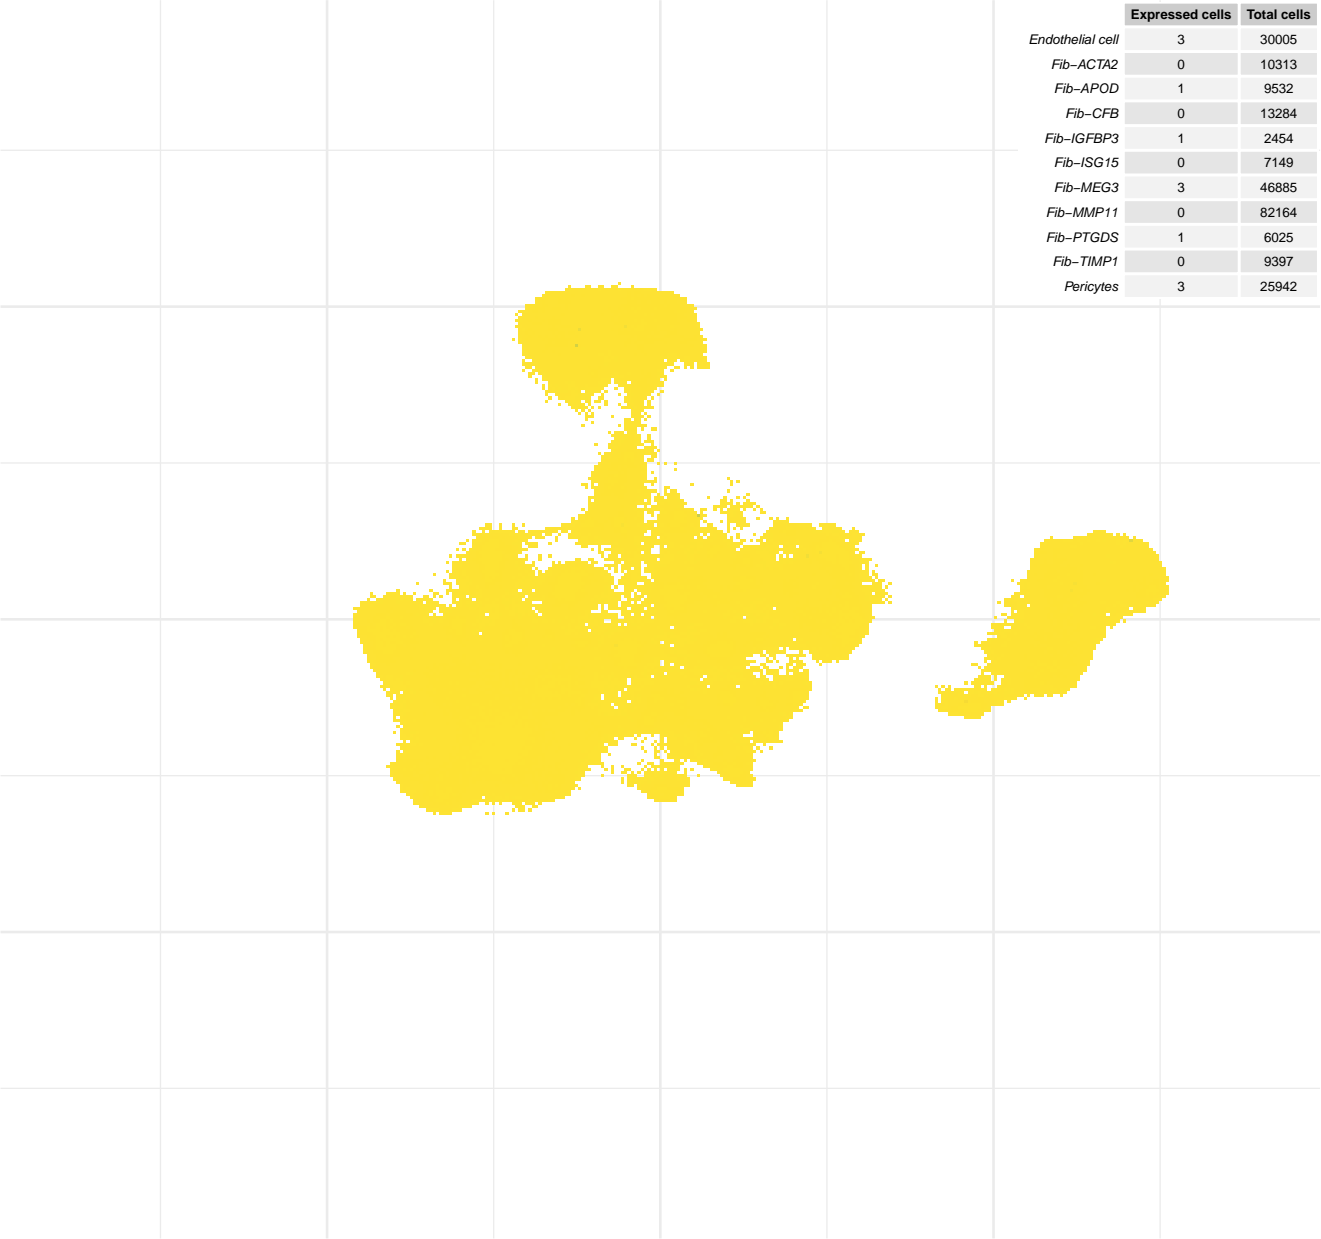 Expressed cells Total cells
Endothelial cell 3 30005
Fib−ACTA2 0 10313
Fib−APOD 1 9532
Fib−CFB 0 13284
Fib−IGFBP3 1 2454
Fib−ISG15 0 7149
Fib−MEG3 3 46885
Fib−MMP11 0 82164
Fib−PTGDS 1 6025
Fib−TIMP1 0 9397
Pericytes 3 25942